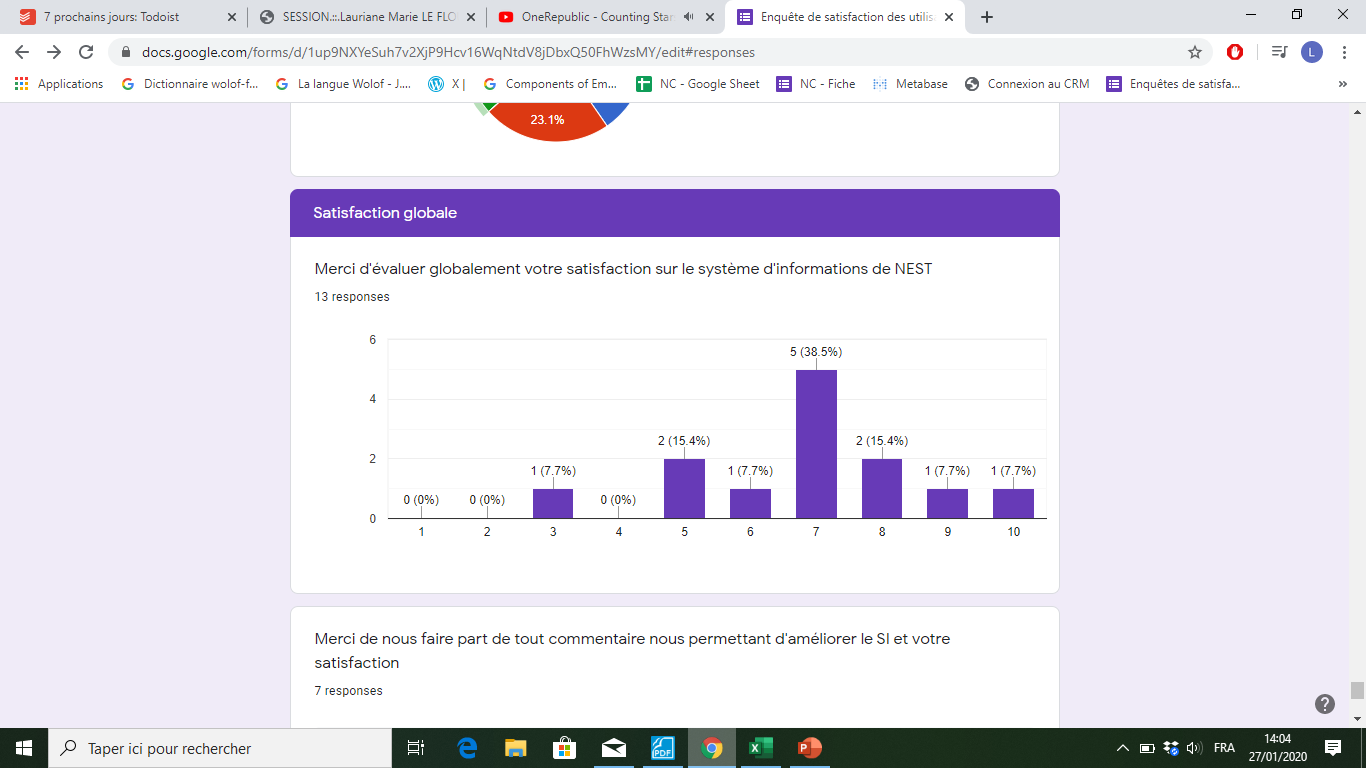 7 prochains jours: Todoist
SESSION.::.Lauriane Marie LE FLO
OneRepublic - Counting Star
Enquête de satisfaction des utilis
docs.google.com/forms/d/1up9NXYeSuh7v2XjP9Hcv16WqNtdV8jDbxQ50FhWzsMY/edit#responses
L
Applications
Dictionnaire wolof-f...
La langue Wolof - J....
X |
Components of Em...
NC - Google Sheet
NC - Fiche
Metabase
Connexion au CRM
Enquêtes de satisfa...
»
23.1%
Satisfaction globale
Merci d'évaluer globalement votre satisfaction sur le système d'informations de NEST
13 responses
6
4
2
0
0 (0%)
0 (0%)
1 (7.7%)
0 (0%)
2 (15.4%)
1 (7.7%)
5 (38.5%)
2 (15.4%)
1 (7.7%)
1 (7.7%)
1 2 3 4 5 6 7 8 9 10
Merci de nous faire part de tout commentaire nous permettant d'améliorer le SI et votre
satisfaction
7 responses
Taper ici pour rechercher
PDF
FRA
14:04
27/01/2020